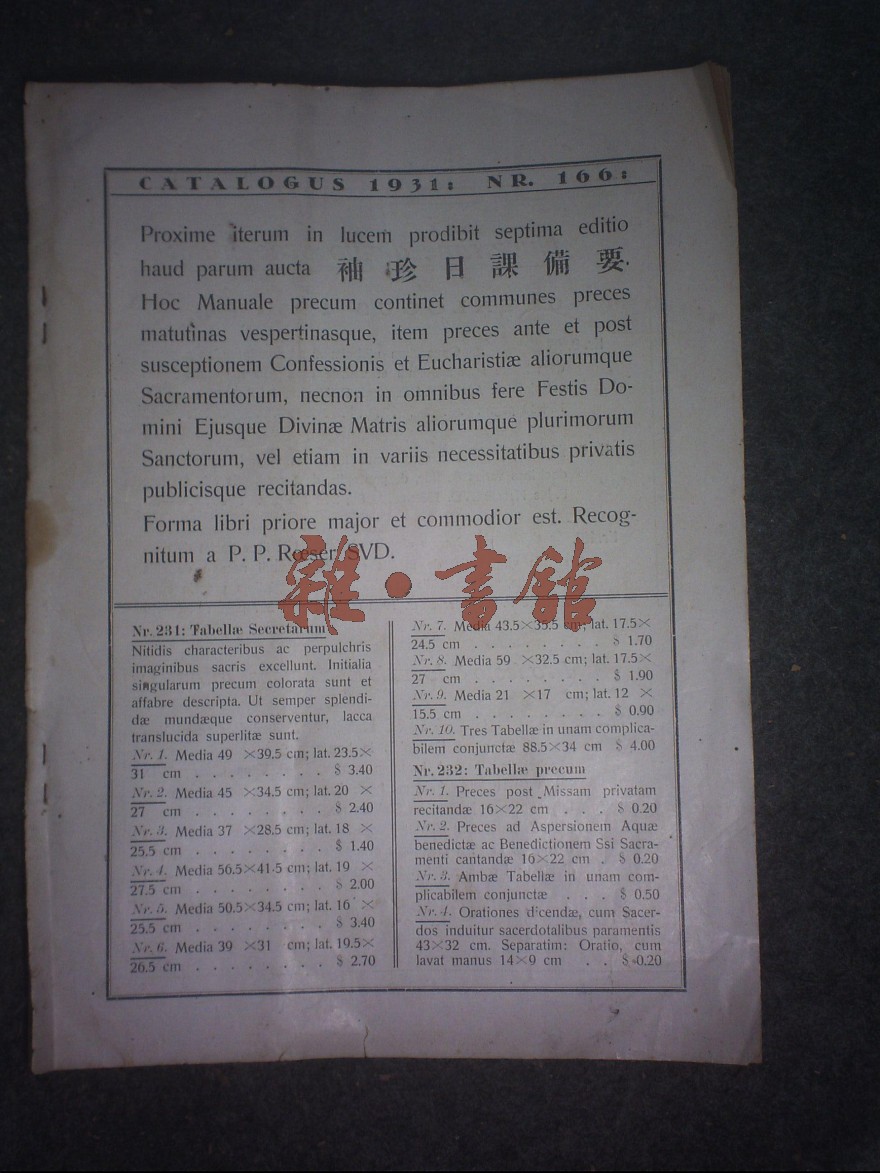 CATALOGUS 1931: NR. 166:
Proxime iterum in lucem prodibit septima editio
haud parum aucta 袖珍日課備要.
Hoc Manuale precum continet communes preces
matutinas vespertinasque, item preces ante et post
susceptionem Confessionis et Eucharistiæ aliorumque
Sacramentorum, necnon in omnibus fere Festis Do-
mini Ejusque Divinæ Matris aliorumque plurimorum
Sanctorum, vel etiam in variis necessitatibus privatis
publicisque recitandas.
Forma libri priore major et commodior est. Recog-
nitum a P. P. Rœser SVD.
雜·書館
Nr. 231: Tabellæ Secretarum
Nitidis characteribus ac perpulchris
imaginibus sacris excellunt. Initialia
singularum precum colorata sunt et
affabre descripta. Ut semper splendi-
dæ mundæque conserventur, lacca
translucida superlitæ sunt.
Nr. 1. Media 49 ×39.5 cm; lat. 23.5×
31 cm . . . . . . . . $ 3.40
Nr. 2. Media 45 ×34.5 cm; lat. 20 ×
27 cm . . . . . . . . $ 2.40
Nr. 3. Media 37 ×28.5 cm; lat. 18 ×
25.5 cm . . . . . . . . $ 1.40
Nr. 4. Media 56.5×41.5 cm; lat. 19 ×
27.5 cm . . . . . . . . $ 2.00
Nr. 5. Media 50.5×34.5 cm; lat. 16 ×
25.5 cm . . . . . . . . $ 3.40
Nr. 6. Media 39 ×31 cm; lat. 19.5×
26.5 cm . . . . . . . . $ 2.70
Nr. 7. Media 43.5×35.5 cm; lat. 17.5×
24.5 cm . . . . . . . . $ 1.70
Nr. 8. Media 59 ×32.5 cm; lat. 17.5×
27 cm . . . . . . . . $ 1.90
Nr. 9. Media 21 ×17 cm; lat. 12 ×
15.5 cm . . . . . . . . $ 0.90
Nr. 10. Tres Tabellæ in unam complica-
bilem conjunctæ 88.5×34 cm $ 4.00
Nr. 232: Tabellæ precum
Nr. 1. Preces post Missam privatam
recitandæ 16×22 cm . . . $ 0.20
Nr. 2. Preces ad Aspersionem Aquæ
benedictæ ac Benedictionem Ssi Sacra-
menti cantandæ 16×22 cm . $ 0.20
Nr. 3. Ambæ Tabellæ in unam com-
plicabilem conjunctæ . . . $ 0.50
Nr. 4. Orationes dicendæ, cum Sacer-
dos induitur sacerdotalibus paramentis
43×32 cm. Separatim: Oratio, cum
lavat manus 14×9 cm . . $ 0.20